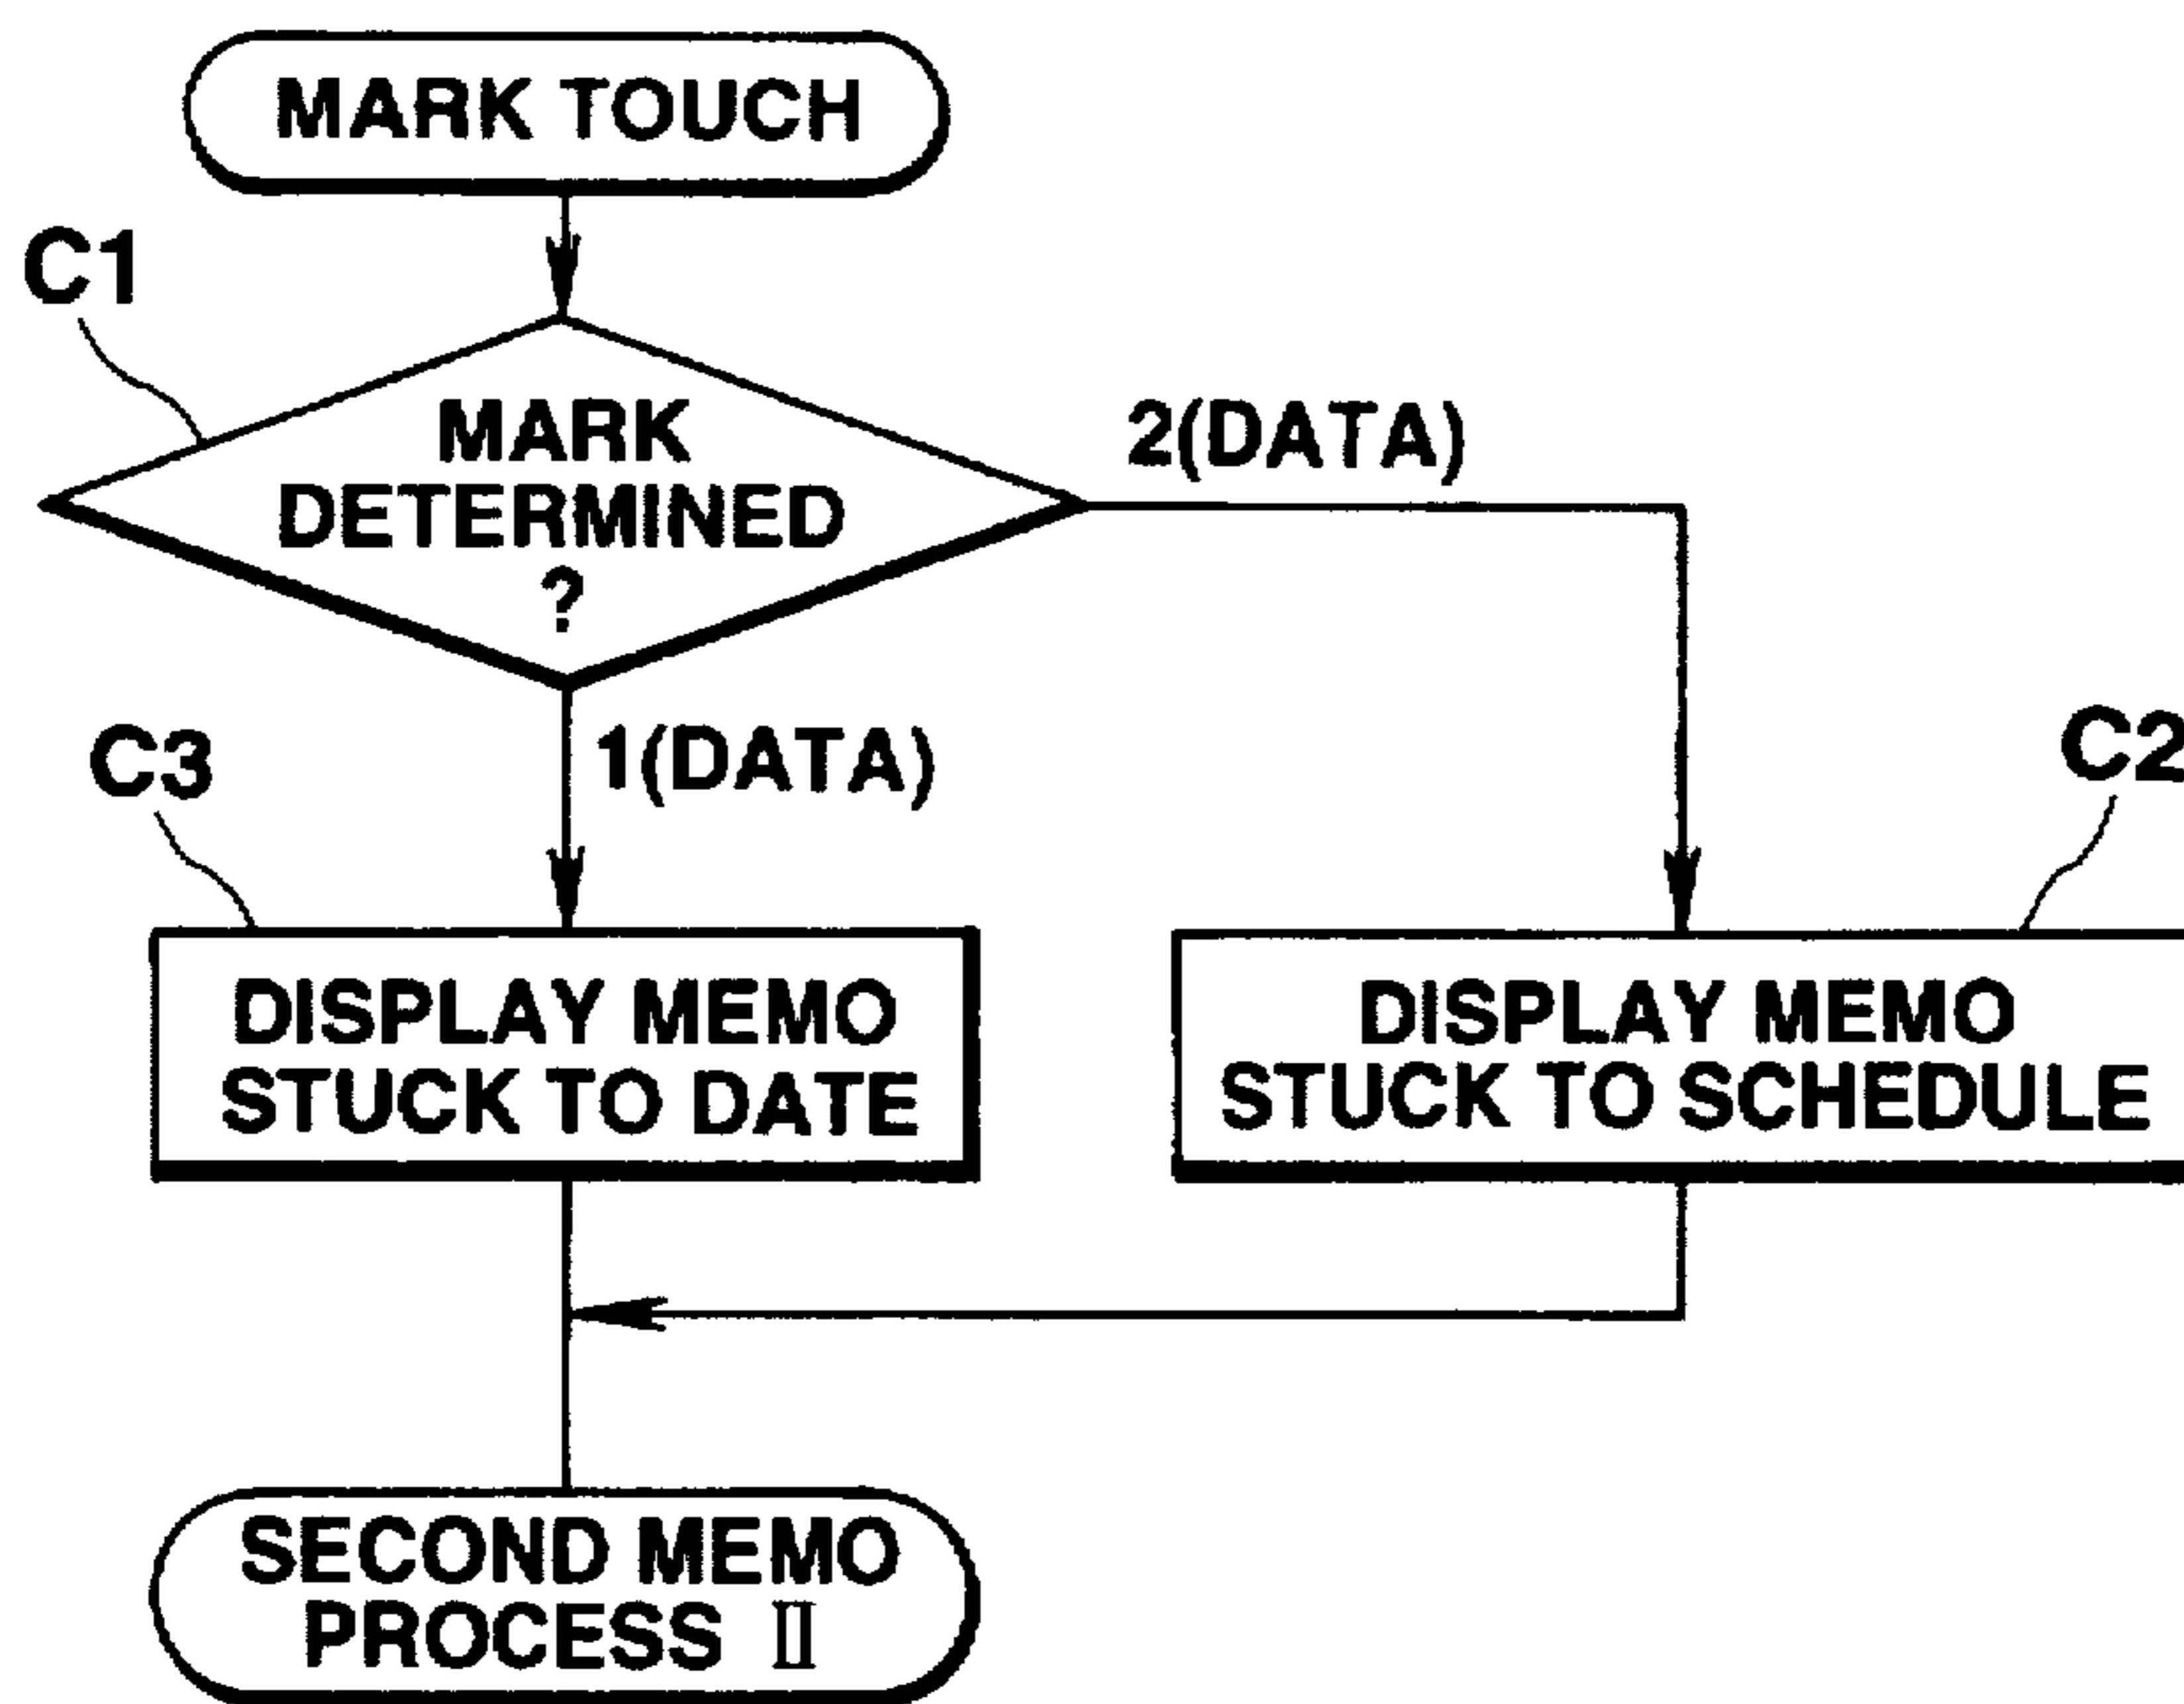 MARK TOUCH
C1
MARK
DETERMINED
?
2(DATA)
1(DATA)
C3
C2
DISPLAY MEMO
STUCK TO DATE
DISPLAY MEMO
STUCK TO SCHEDULE
SECOND MEMO
PROCESS II